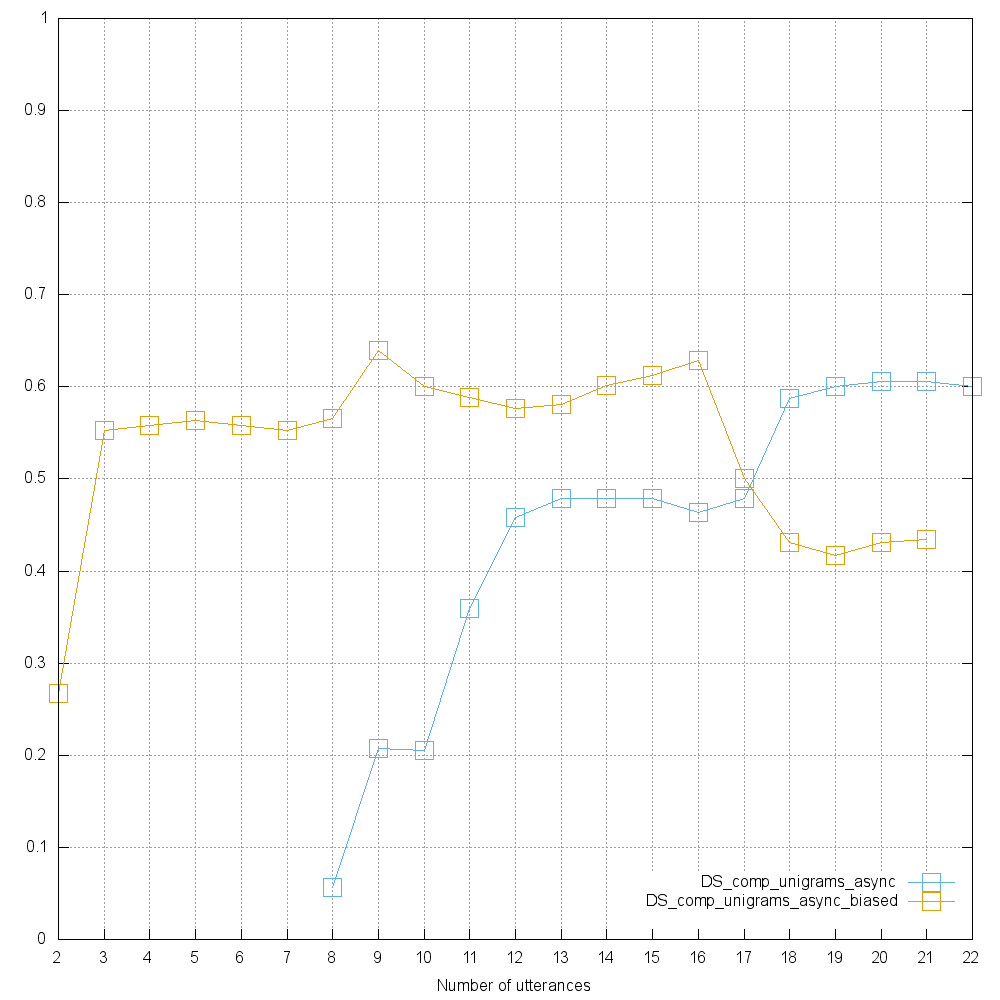 1
0.9
0.8
0.7
0.6
0.5
0.4
0.3
0.2
0.1
0
DS_comp_unigrams_async
DS_comp_unigrams_async_biased
2 3 4 5 6 7 8 9 10 11 12 13 14 15 16 17 18 19 20 21 22
Number of utterances